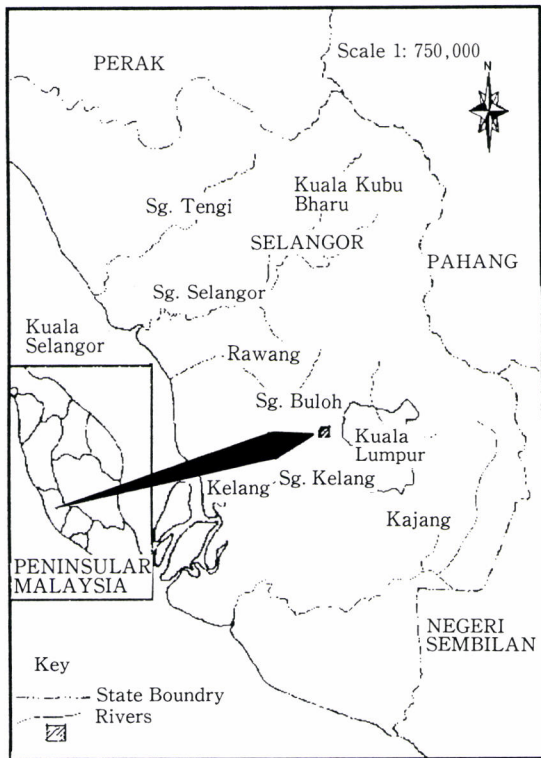 Scale 1: 750,000
N
PERAK
Sg. Tengi
Kuala Kubu
Bharu
SELANGOR
PAHANG
Sg. Selangor
Kuala
Selangor
Rawang
Sg. Buloh
Kuala
Lumpur
Kelang
Sg. Kelang
Kajang
PENINSULAR
MALAYSIA
NEGERI
SEMBILAN
Key
State Boundry
Rivers